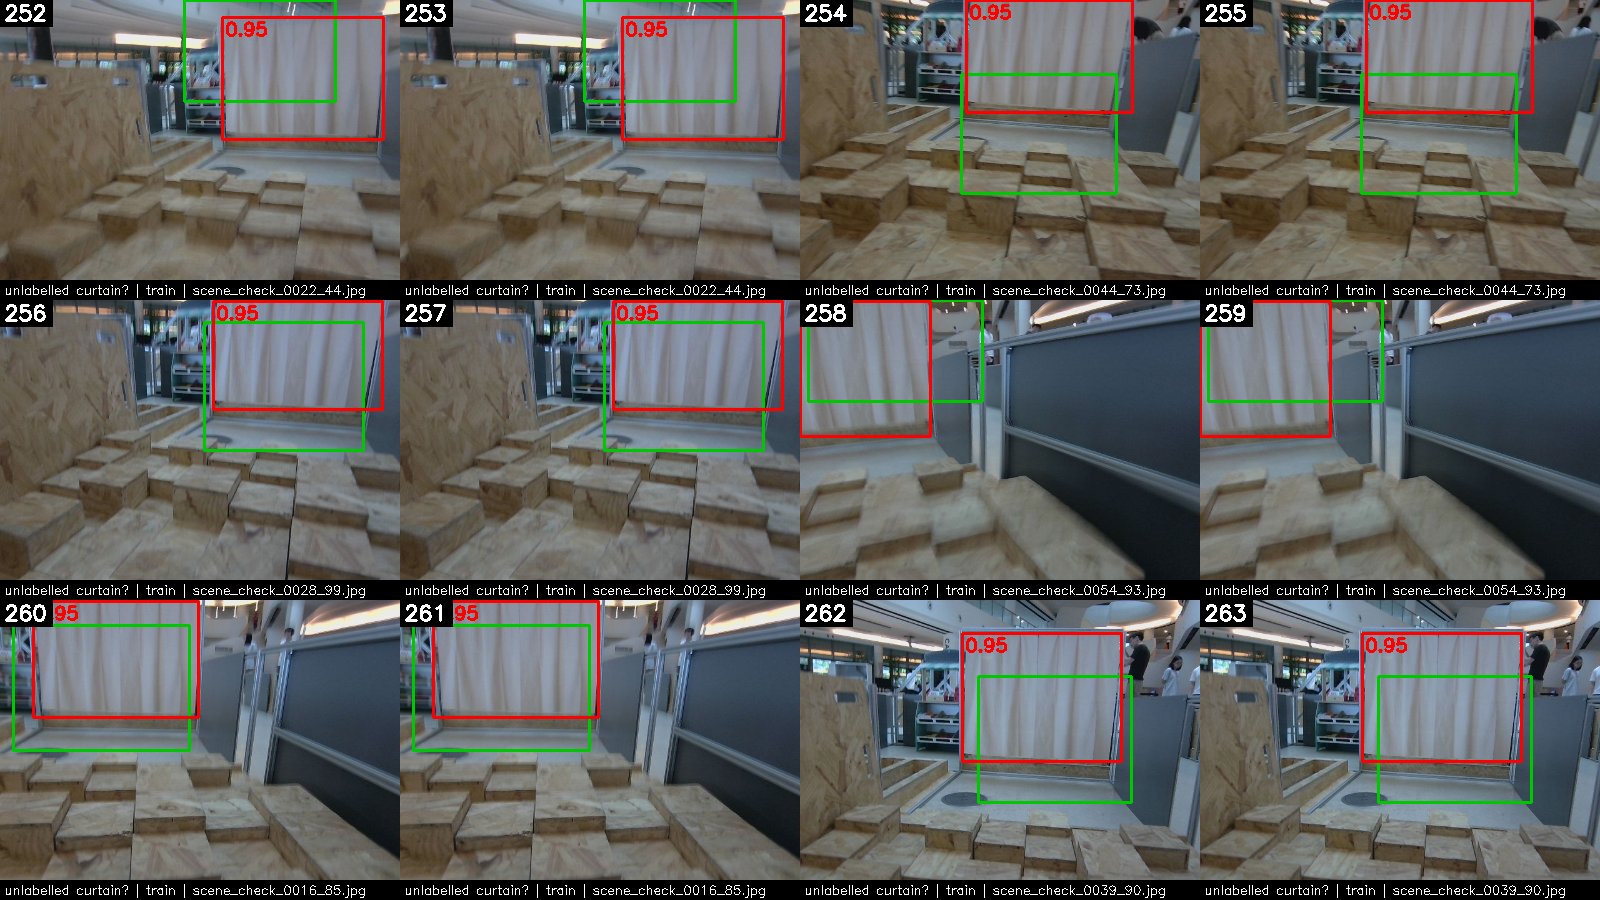 252 253 254 255
0.95 0.95 0.95 0.95
unlabelled curtain? | train | scene_check_0022_44.jpg
unlabelled curtain? | train | scene_check_0022_44.jpg
unlabelled curtain? | train | scene_check_0044_73.jpg
unlabelled curtain? | train | scene_check_0044_73.jpg
256 257 258 259
0.95 0.95
unlabelled curtain? | train | scene_check_0028_99.jpg
unlabelled curtain? | train | scene_check_0028_99.jpg
unlabelled curtain? | train | scene_check_0054_93.jpg
unlabelled curtain? | train | scene_check_0054_93.jpg
260 261 262 263
95 95 0.95 0.95
unlabelled curtain? | train | scene_check_0016_85.jpg
unlabelled curtain? | train | scene_check_0016_85.jpg
unlabelled curtain? | train | scene_check_0039_90.jpg
unlabelled curtain? | train | scene_check_0039_90.jpg